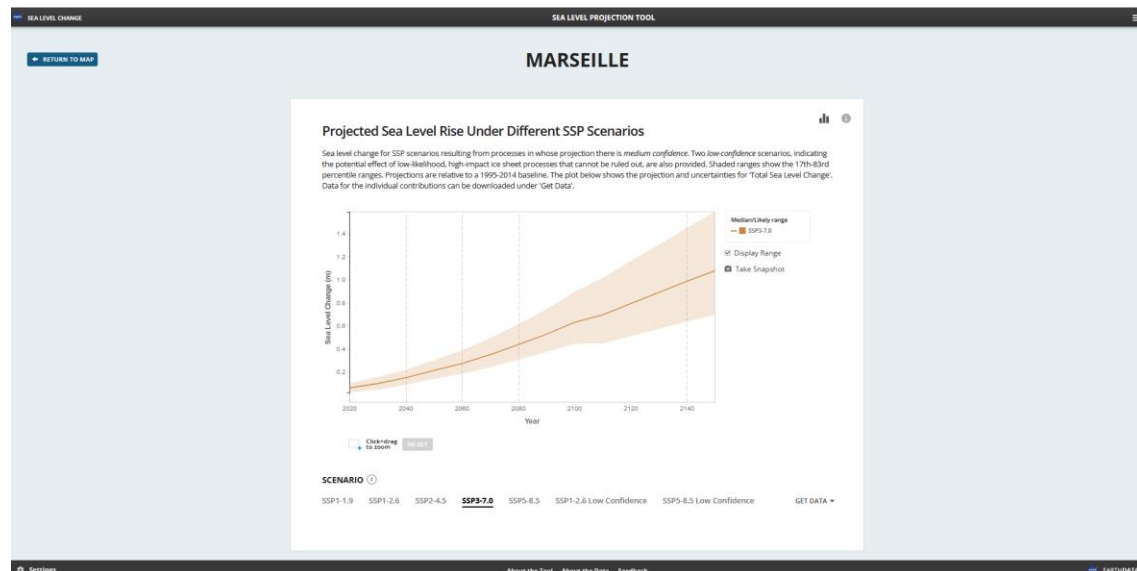 SEA LEVEL CHANGE
SEA LEVEL PROJECTION TOOL
RETURN TO MAP
MARSEILLE
Projected Sea Level Rise Under Different SSP Scenarios
Sea level change for SSP scenarios resulting from processes in whose projection there is medium confidence. Two low-confidence scenarios, indicating
the potential effect of low-likelihood, high-impact ice sheet processes that cannot be ruled out, are also provided. Shaded ranges show the 17th-83rd
percentile ranges. Projections are relative to a 1995-2014 baseline. The plot below shows the projection and uncertainties for 'Total Sea Level Change'.
Data for the individual contributions can be downloaded under 'Get Data'.
Median/Likely range
SSP3-7.0
Display Range
Take Snapshot
1.4
1.2
1.0
0.8
0.6
0.4
0.2
Sea Level Change (m)
2020 2040 2060 2080 2100 2120 2140
Year
Click+drag
to zoom
RESET
SCENARIO
SSP1-1.9 SSP1-2.6 SSP2-4.5 SSP3-7.0 SSP5-8.5 SSP1-2.6 Low Confidence SSP5-8.5 Low Confidence GET DATA
Settings About the Tool About the Data Feedback EARTHDATA